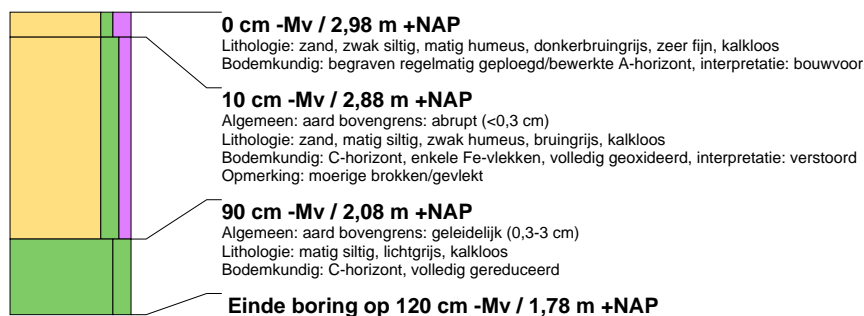 0 cm -Mv / 2,98 m +NAP
Lithologie: zand, zwak siltig, matig humeus, donkerbruingrijs, zeer fijn, kalkloos
Bodemkundig: begraven regelmatig geploegd/bewerkte A-horizont, interpretatie: bouwvoor
10 cm -Mv / 2,88 m +NAP
Algemeen: aard bovengrens: abrupt (<0,3 cm)
Lithologie: zand, matig siltig, zwak humeus, bruingrijs, kalkloos
Bodemkundig: C-horizont, enkele Fe-vlekken, volledig geoxideerd, interpretatie: verstoord
Opmerking: moerige brokken/gevlekt
90 cm -Mv / 2,08 m +NAP
Algemeen: aard bovengrens: geleidelijk (0,3-3 cm)
Lithologie: matig siltig, lichtgrijs, kalkloos
Bodemkundig: C-horizont, volledig gereduceerd
Einde boring op 120 cm -Mv / 1,78 m +NAP